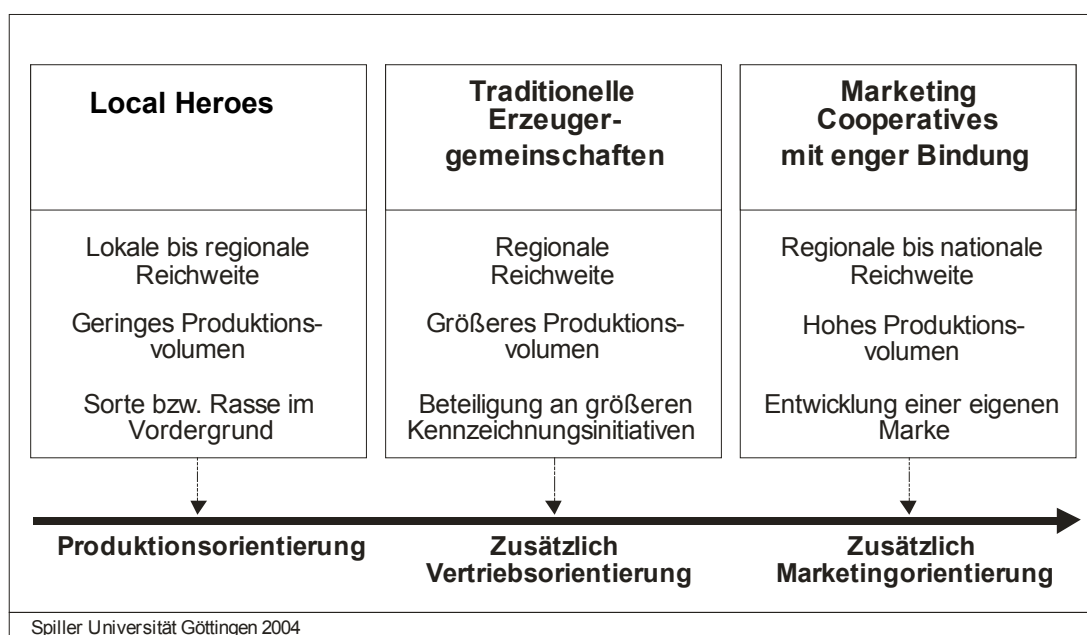 Local Heroes
Lokale bis regionale
Reichweite
Geringes Produktions-
volumen
Sorte bzw. Rasse im
Vordergrund
Traditionelle
Erzeuger-
gemeinschaften
Regionale
Reichweite
Größeres Produktions-
volumen
Beteiligung an größeren
Kennzeichnungsinitiativen
Marketing
Cooperatives
mit enger Bindung
Regionale bis nationale
Reichweite
Hohes Produktions-
volumen
Entwicklung einer eigenen
Marke
Produktionsorientierung
Zusätzlich
Vertriebsorientierung
Zusätzlich
Marketingorientierung
Spiller Universität Göttingen 2004